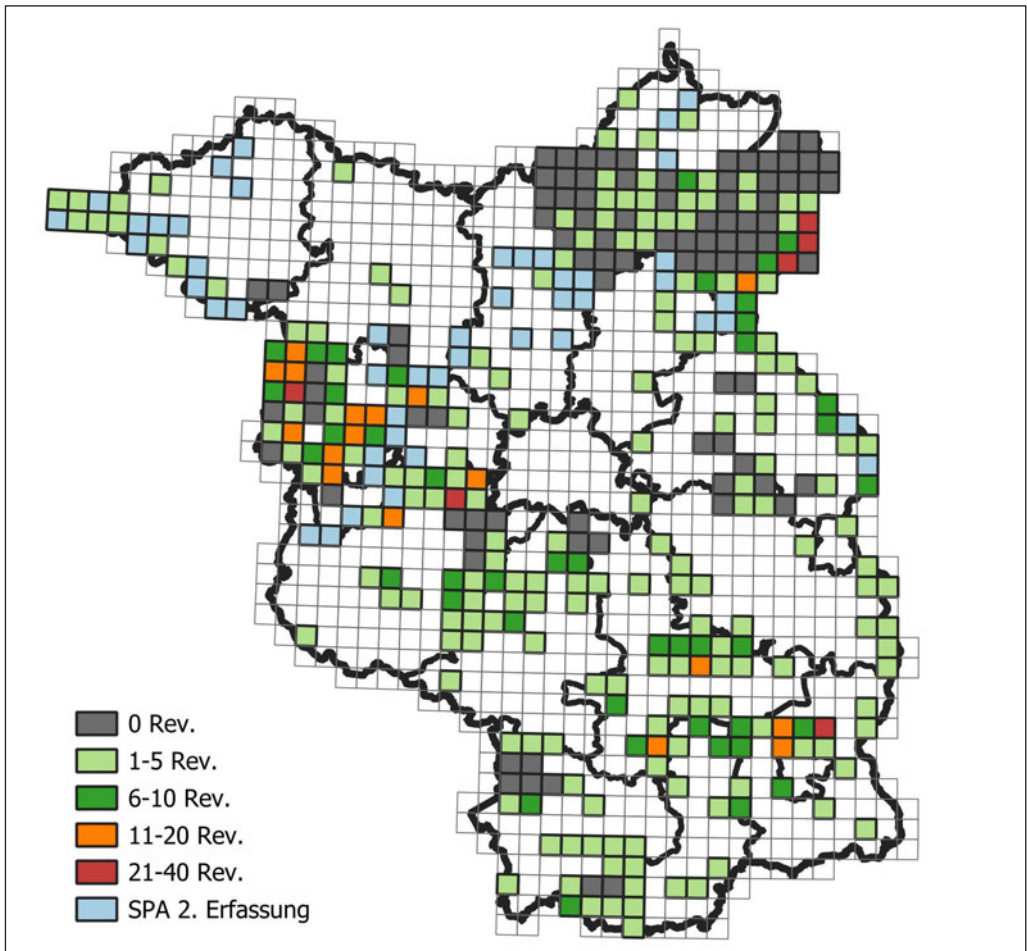 0 Rev.
1-5 Rev.
6-10 Rev.
11-20 Rev.
21-40 Rev.
SPA 2. Erfassung